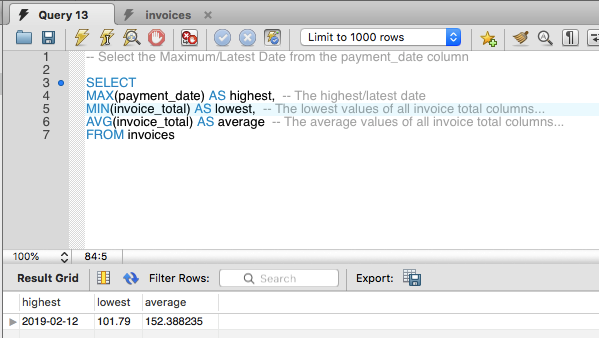 Query 13 invoices
Limit to 1000 rows
1 -- Select the Maximum/Latest Date from the payment_date column
2
3 SELECT
4 MAX(payment_date) AS highest, -- The highest/latest date
5 MIN(invoice_total) AS lowest, -- The lowest values of all invoice total columns...
6 AVG(invoice_total) AS average -- The average values of all invoice total columns...
7 FROM invoices
100% 84:5
Result Grid Filter Rows: Search Export:
highest lowest average
2019-02-12 101.79 152.388235